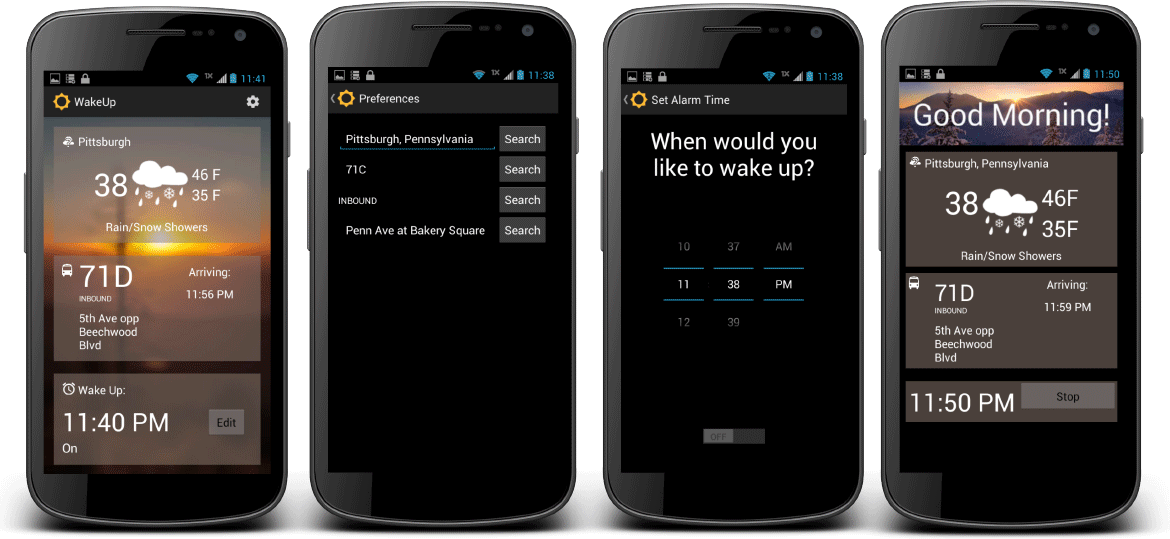 1X 11:41
WakeUp
Pittsburgh
38
46 F
35 F
Rain/Snow Showers
71D
INBOUND
Arriving:
11:56 PM
5th Ave opp
Beechwood
Blvd
Wake Up:
11:40 PM
On
Edit
1X 11:38
Preferences
Pittsburgh, Pennsylvania Search
71C Search
INBOUND Search
Penn Ave at Bakery Square Search
1X 11:38
Set Alarm Time
When would you
like to wake up?
10 37 AM
11 38 PM
12 39
OFF
1X 11:50
Good Morning!
Pittsburgh, Pennsylvania
38
46F
35F
Rain/Snow Showers
71D
INBOUND
Arriving:
11:59 PM
5th Ave opp
Beechwood
Blvd
11:50 PM
Stop